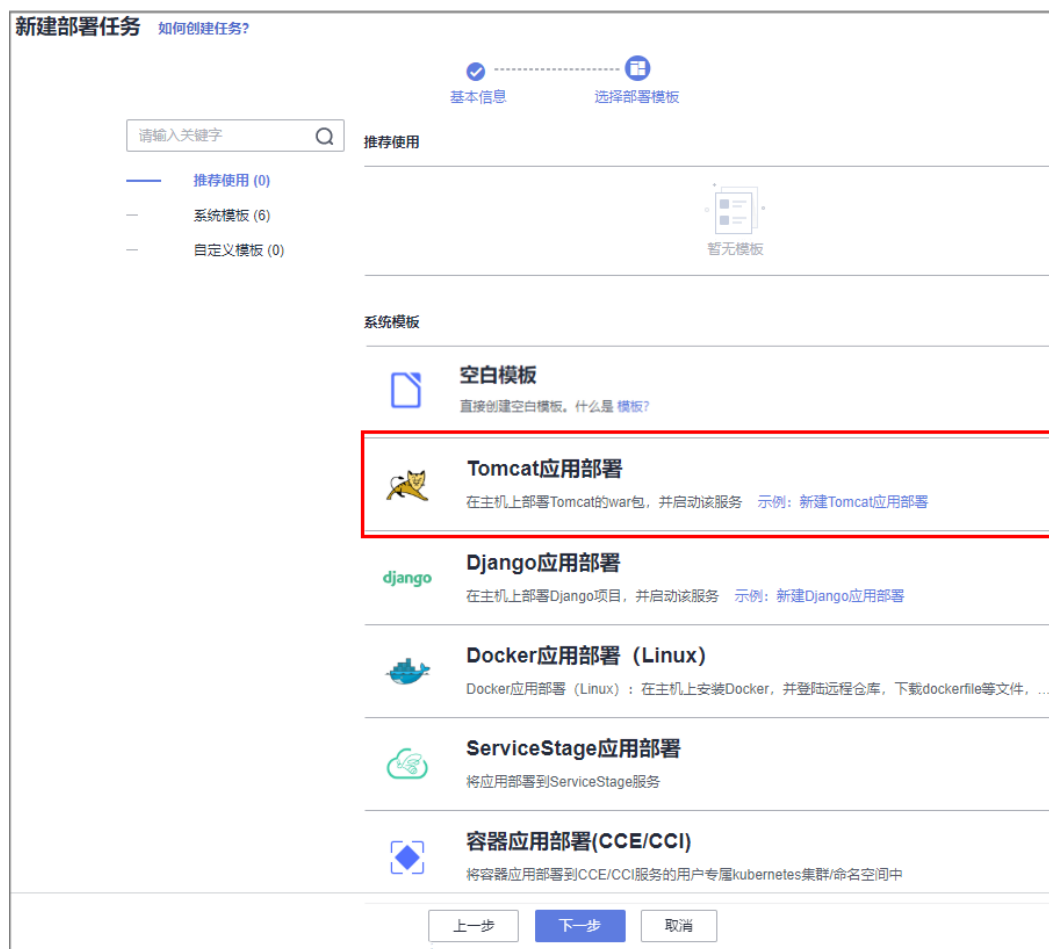 新建部署任务 如何创建任务?
基本信息 选择部署模板
请输入关键字
推荐使用 (0)
系统模板 (6)
自定义模板 (0)
推荐使用
暂无模板
系统模板
空白模板
直接创建空白模板。什么是 模板?
Tomcat应用部署
在主机上部署Tomcat的war包，并启动该服务 示例：新建Tomcat应用部署
django
Django应用部署
在主机上部署Django项目，并启动该服务 示例：新建Django应用部署
Docker应用部署（Linux）
Docker应用部署（Linux）：在主机上安装Docker，并登陆远程仓库，下载dockerfile等文件，...
ServiceStage应用部署
将应用部署到ServiceStage服务
容器应用部署(CCE/CCI)
将容器应用部署到CCE/CCI服务的用户专属kubernetes集群/命名空间中
上一步 下一步 取消